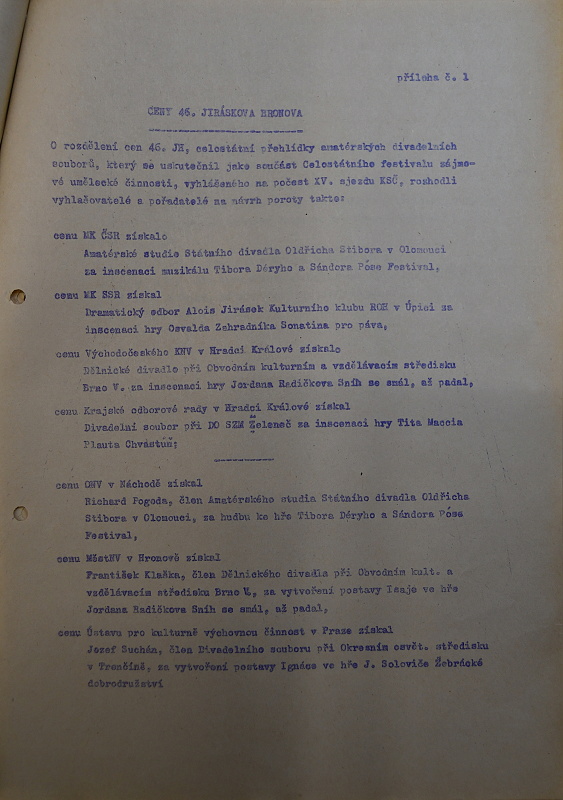 příloha č. 1
CENY 46. JIRÁSKOVA HRONOVA
O rozdělení cen 46. JH, celostátní přehlídky amatérských divadelních
souborů, který se uskutečnil jako součást Celostátního festivalu zájmo-
vé umělecké činnosti, vyhlášeného na počest XV. sjezdu KSČ, rozhodli
vyhlašovatelé a pořadatelé na návrh poroty takto:
cenu MK ČSR získalo
Amatérské studio Státního divadla Oldřicha Stibora v Olomouci
za inscenaci muzikálu Tibora Déryho a Sándora Póse Festival,
cenu MK SSR získal
Dramatický odbor Alois Jirásek Kulturního klubu ROH v Úpici za
inscenaci hry Osvalda Zahradníka Sonatina pro páva,
cenu Východočeského KNV v Hradci Králové získalo
Dělnické divadlo při Obvodním kulturním a vzdělávacím středisku
Brno V. za inscenaci hry Jordana Radičkova Sníh se smál, až padal,
cenu Krajské odborové rady v Hradci Králové získal
Divadelní soubor při DO SZM Želeneč za inscenaci hry Tita Maccia
Plauta Chvastúň;
cenu ONV v Náchodě získal
Richard Pogoda, člen Amatérského studia Státního divadla Oldřicha
Stibora v Olomouci, za hudbu ke hře Tibora Déryho a Sándora Póse
Festival,
cenu MěstNV v Hronově získal
František Klaška, člen Dělnického divadla při Obvodním kult. a
vzdělávacím středisku Brno V, za vytvoření postavy Isaje ve hře
Jordana Radičkova Sníh se smál, až padal,
cenu Ústavu pro kulturně výchovnou činnost v Praze získal
Jozef Suchán, člen Divadelního souboru při Okresním osvět. středisku
v Trenčíně, za vytvoření postavy Ignáce ve hře J. Soloviče Žebrácké
dobrodružství